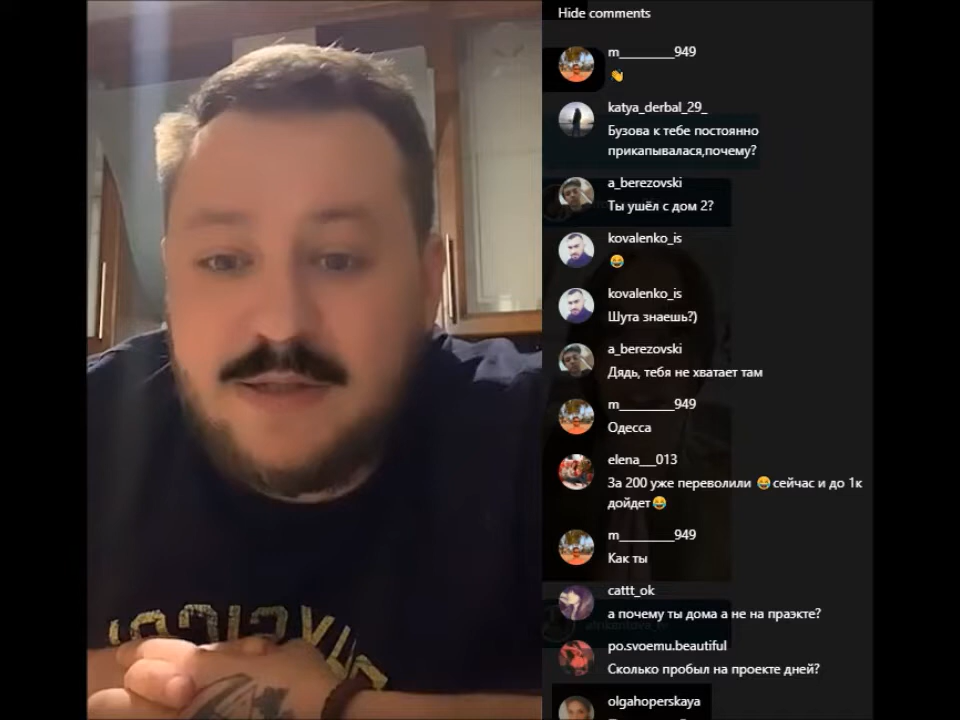 Hide comments
m________949
👏
katya_derbal_29_
Бузова к тебе постоянно
прикапывалася,почему?
a_berezovski
Ты ушёл с дом 2?
kovalenko_is
😂
kovalenko_is
Шута знаешь?)
a_berezovski
Дядь, тебя не хватает там
m________949
Одесса
elena___013
За 200 уже переволили 😂сейчас и до 1к
дойдет😂
m________949
Как ты
cattt_ok
а почему ты дома а не на праэкте?
po.svoemu.beautiful
Сколько пробыл на проекте дней?
olgahoperskaya